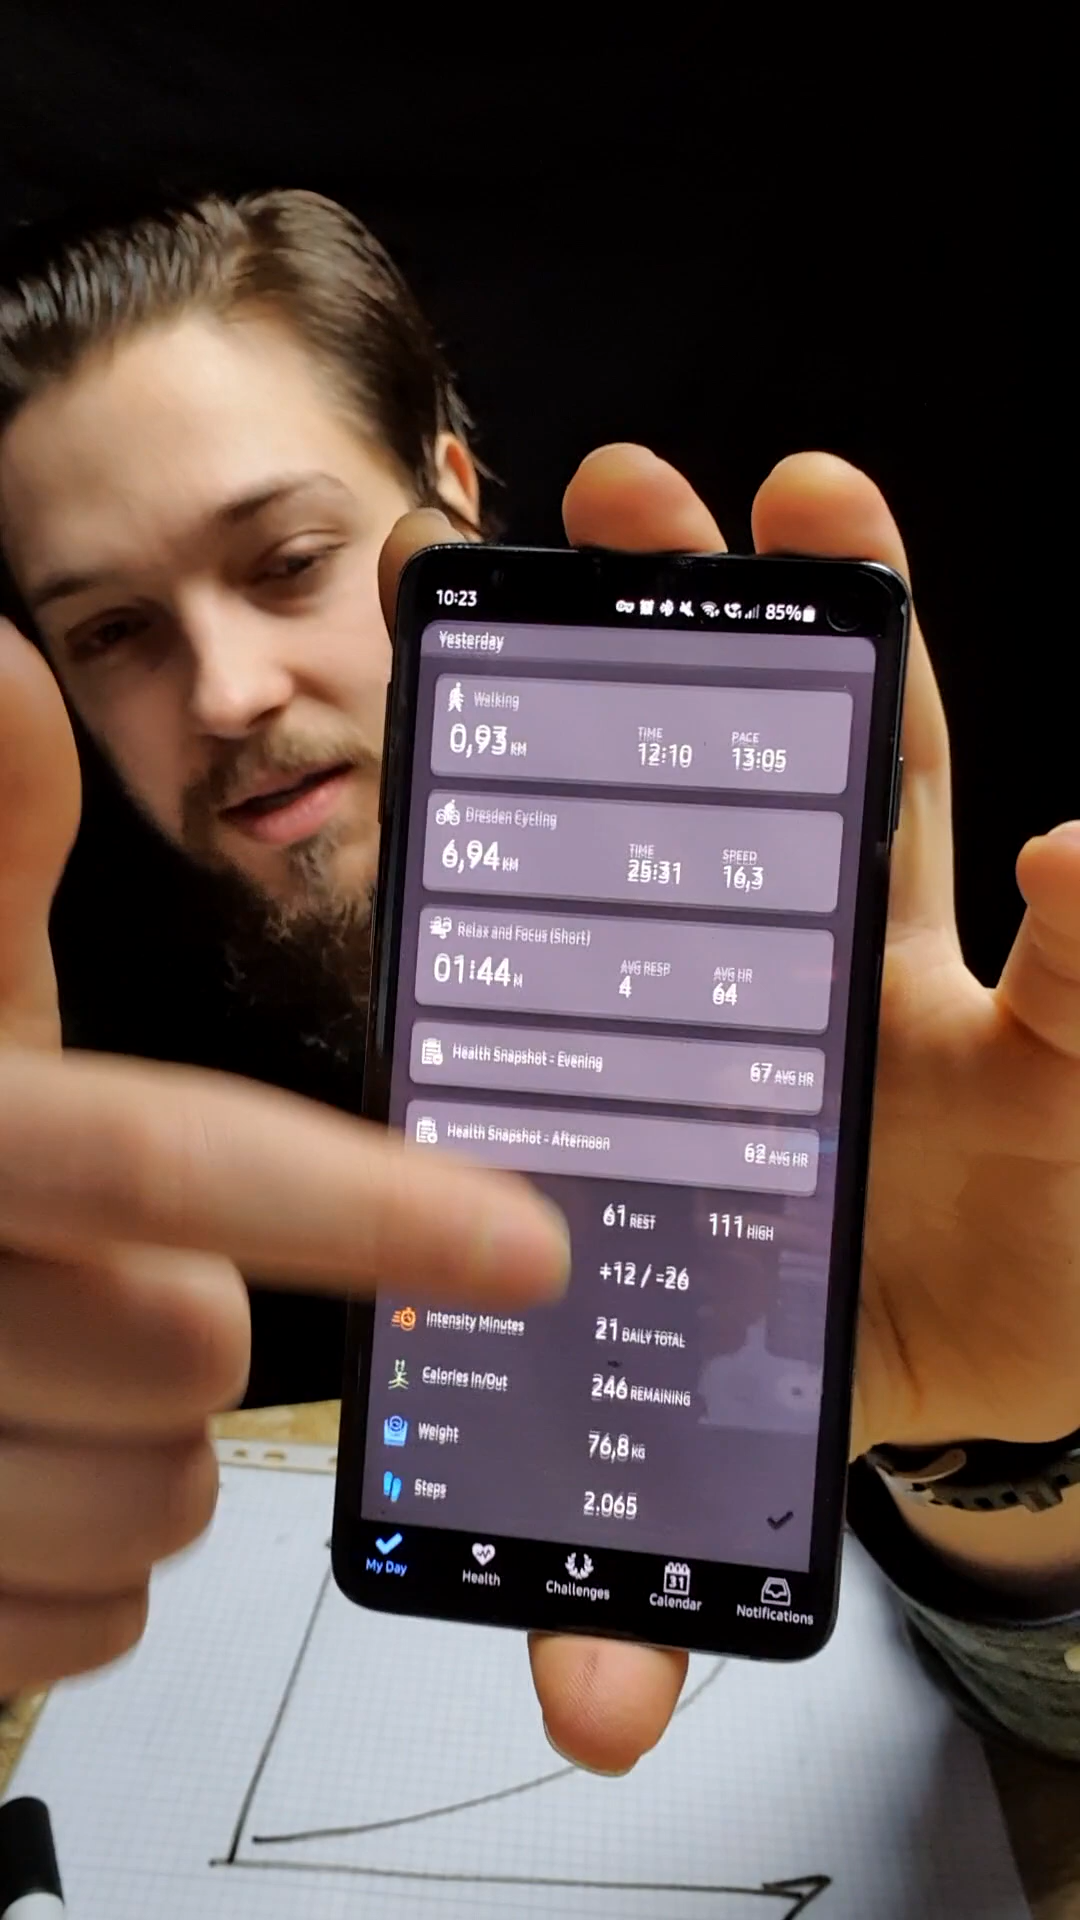 10:23
85%
Yesterday
Walking
0,93 KM
TIME
12:10
PACE
13:05
Dresden Cycling
6,94 KM
TIME
25:31
SPEED
16,3
Relax and Focus (Short)
01:44 M
AVG RESP
4
AVG HR
64
Health Snapshot - Evening
67 AVG HR
Health Snapshot - Afternoon
62 AVG HR
61 REST
111 HIGH
+12 / -26
Intensity Minutes
21 DAILY TOTAL
Calories In/Out
246 REMAINING
Weight
76,8 KG
Steps
2.065
My Day
Health
Challenges
31
Calendar
Notifications